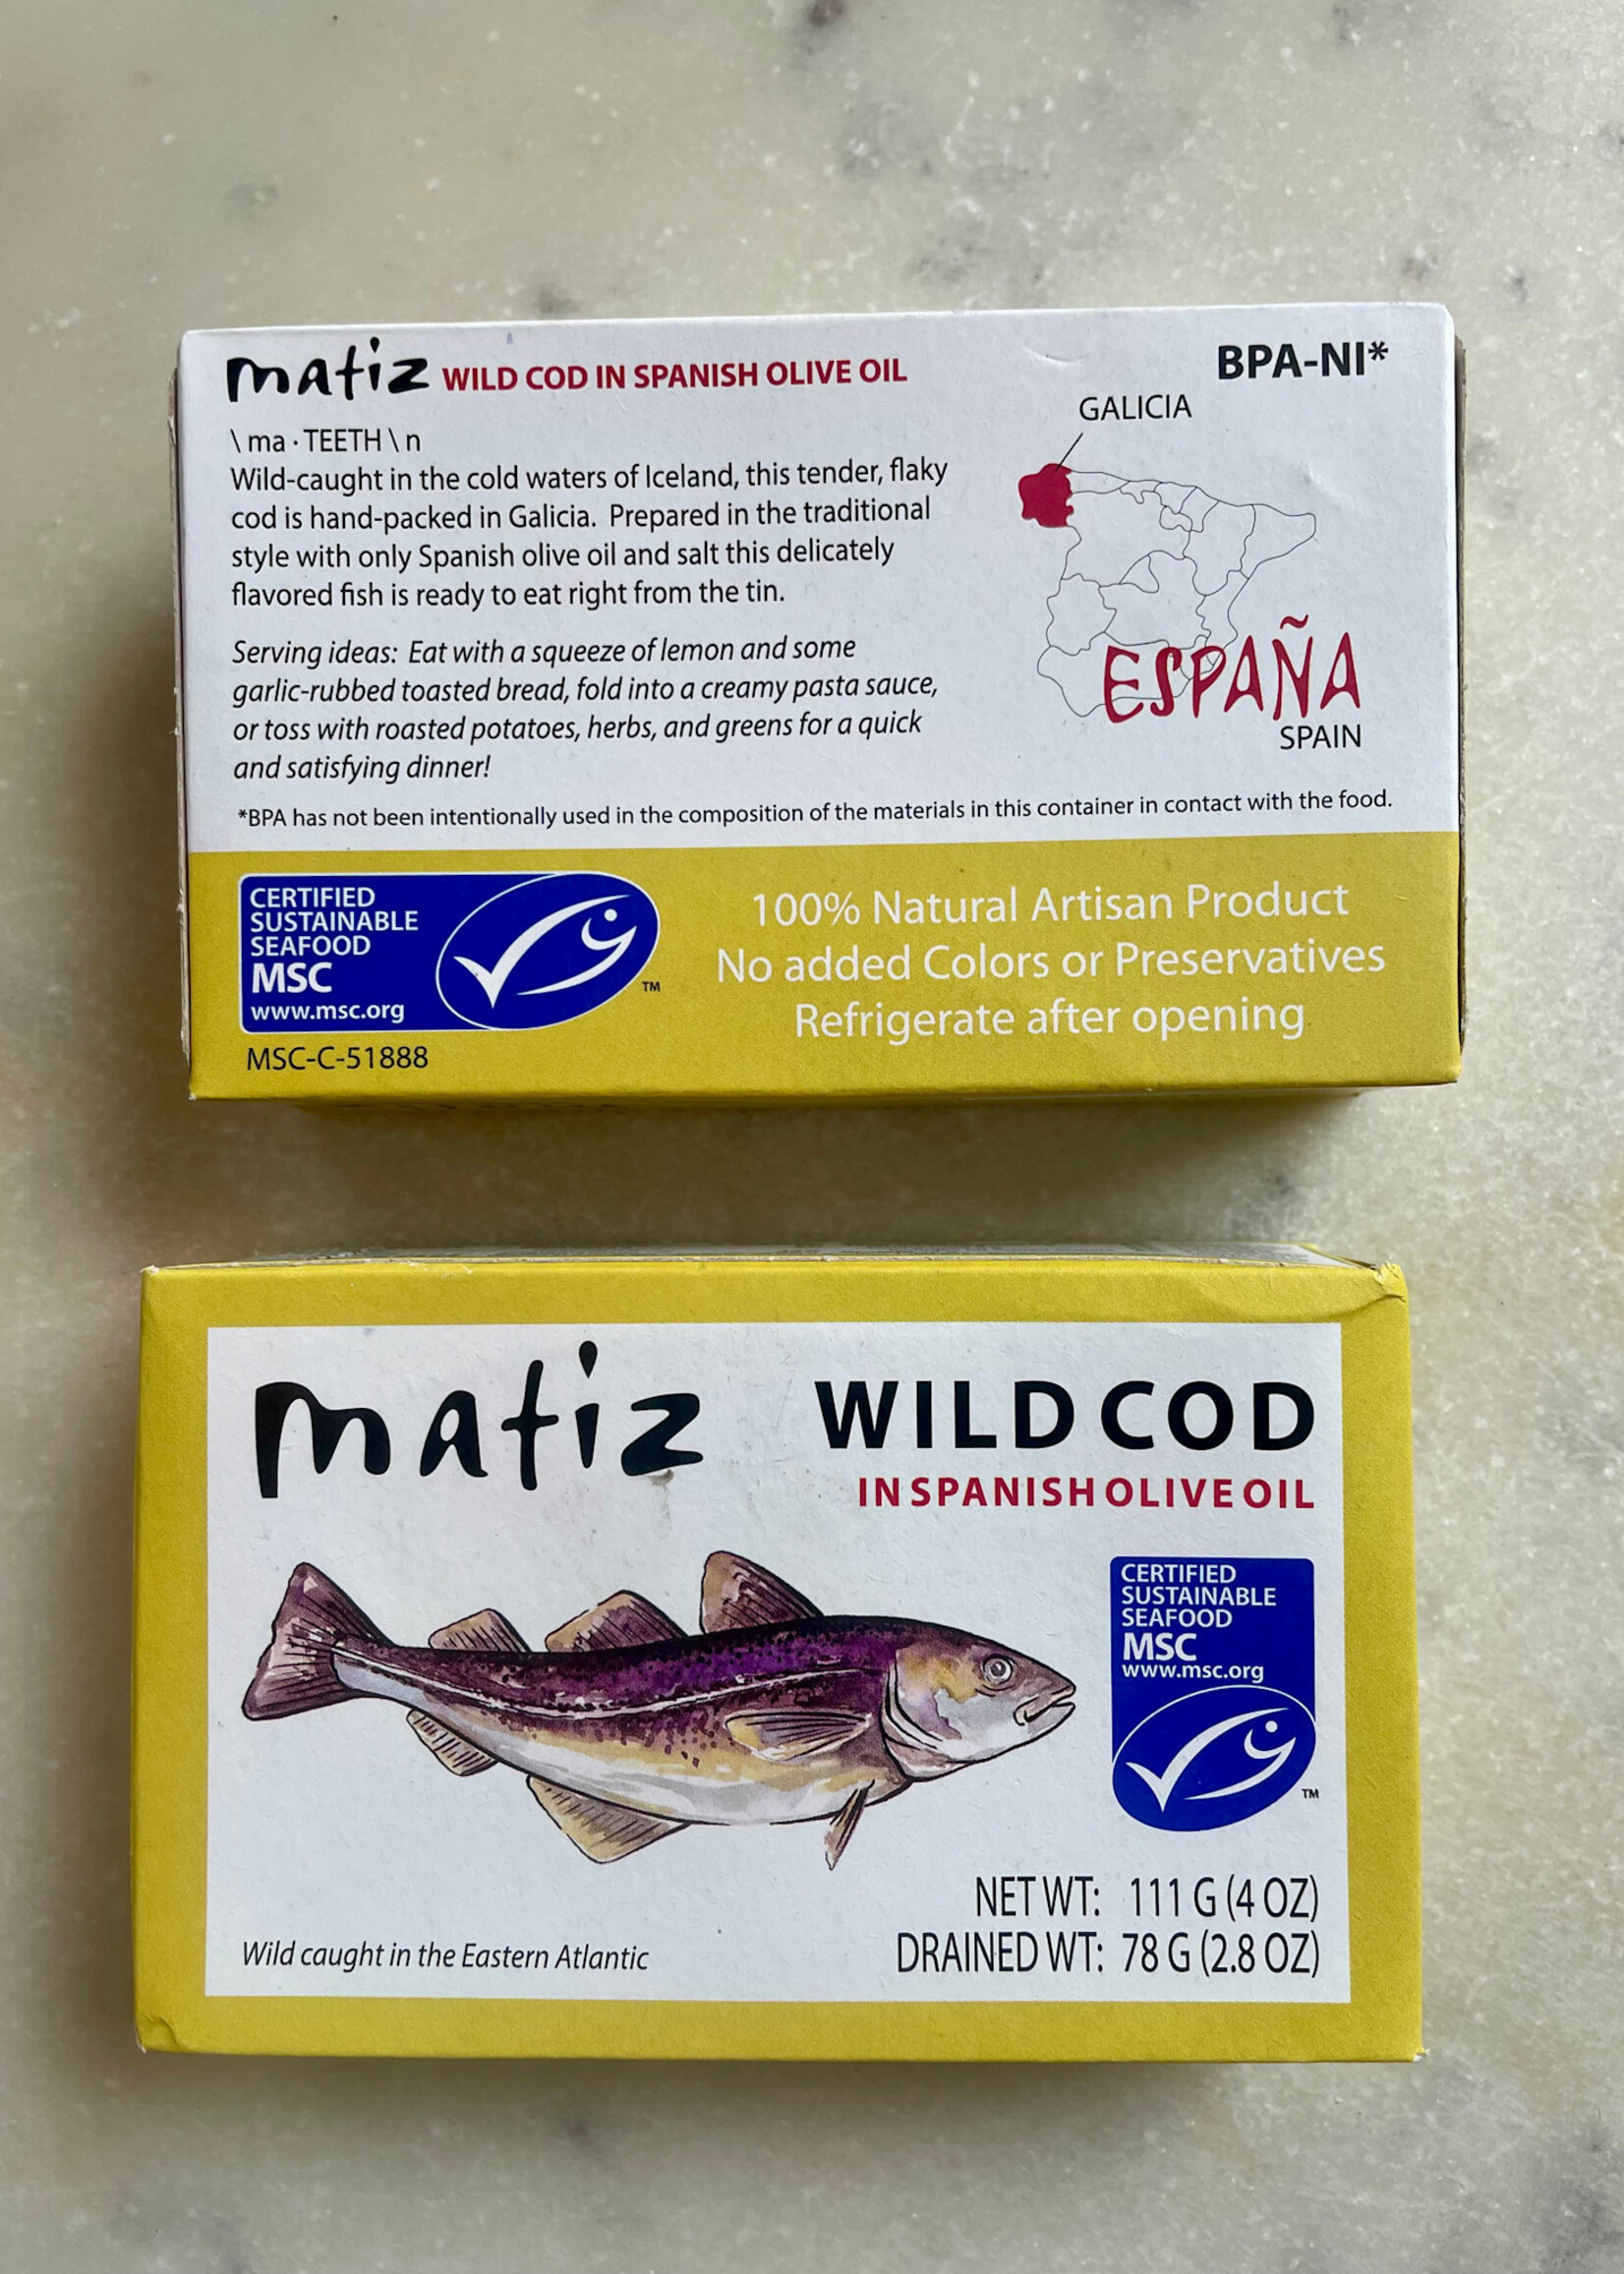 matiz WILD COD IN SPANISH OLIVE OIL
BPA-NI*
\ ma · TEETH \ n
Wild-caught in the cold waters of Iceland, this tender, flaky
cod is hand-packed in Galicia. Prepared in the traditional
style with only Spanish olive oil and salt this delicately
flavored fish is ready to eat right from the tin.
Serving ideas: Eat with a squeeze of lemon and some
garlic-rubbed toasted bread, fold into a creamy pasta sauce,
or toss with roasted potatoes, herbs, and greens for a quick
and satisfying dinner!
GALICIA
ESPAÑA
SPAIN
*BPA has not been intentionally used in the composition of the materials in this container in contact with the food.
CERTIFIED
SUSTAINABLE
SEAFOOD
MSC
www.msc.org
TM
MSC-C-51888
100% Natural Artisan Product
No added Colors or Preservatives
Refrigerate after opening
matiz
WILD COD
IN SPANISH OLIVE OIL
CERTIFIED
SUSTAINABLE
SEAFOOD
MSC
www.msc.org
TM
NET WT: 111 G (4 OZ)
DRAINED WT: 78 G (2.8 OZ)
Wild caught in the Eastern Atlantic